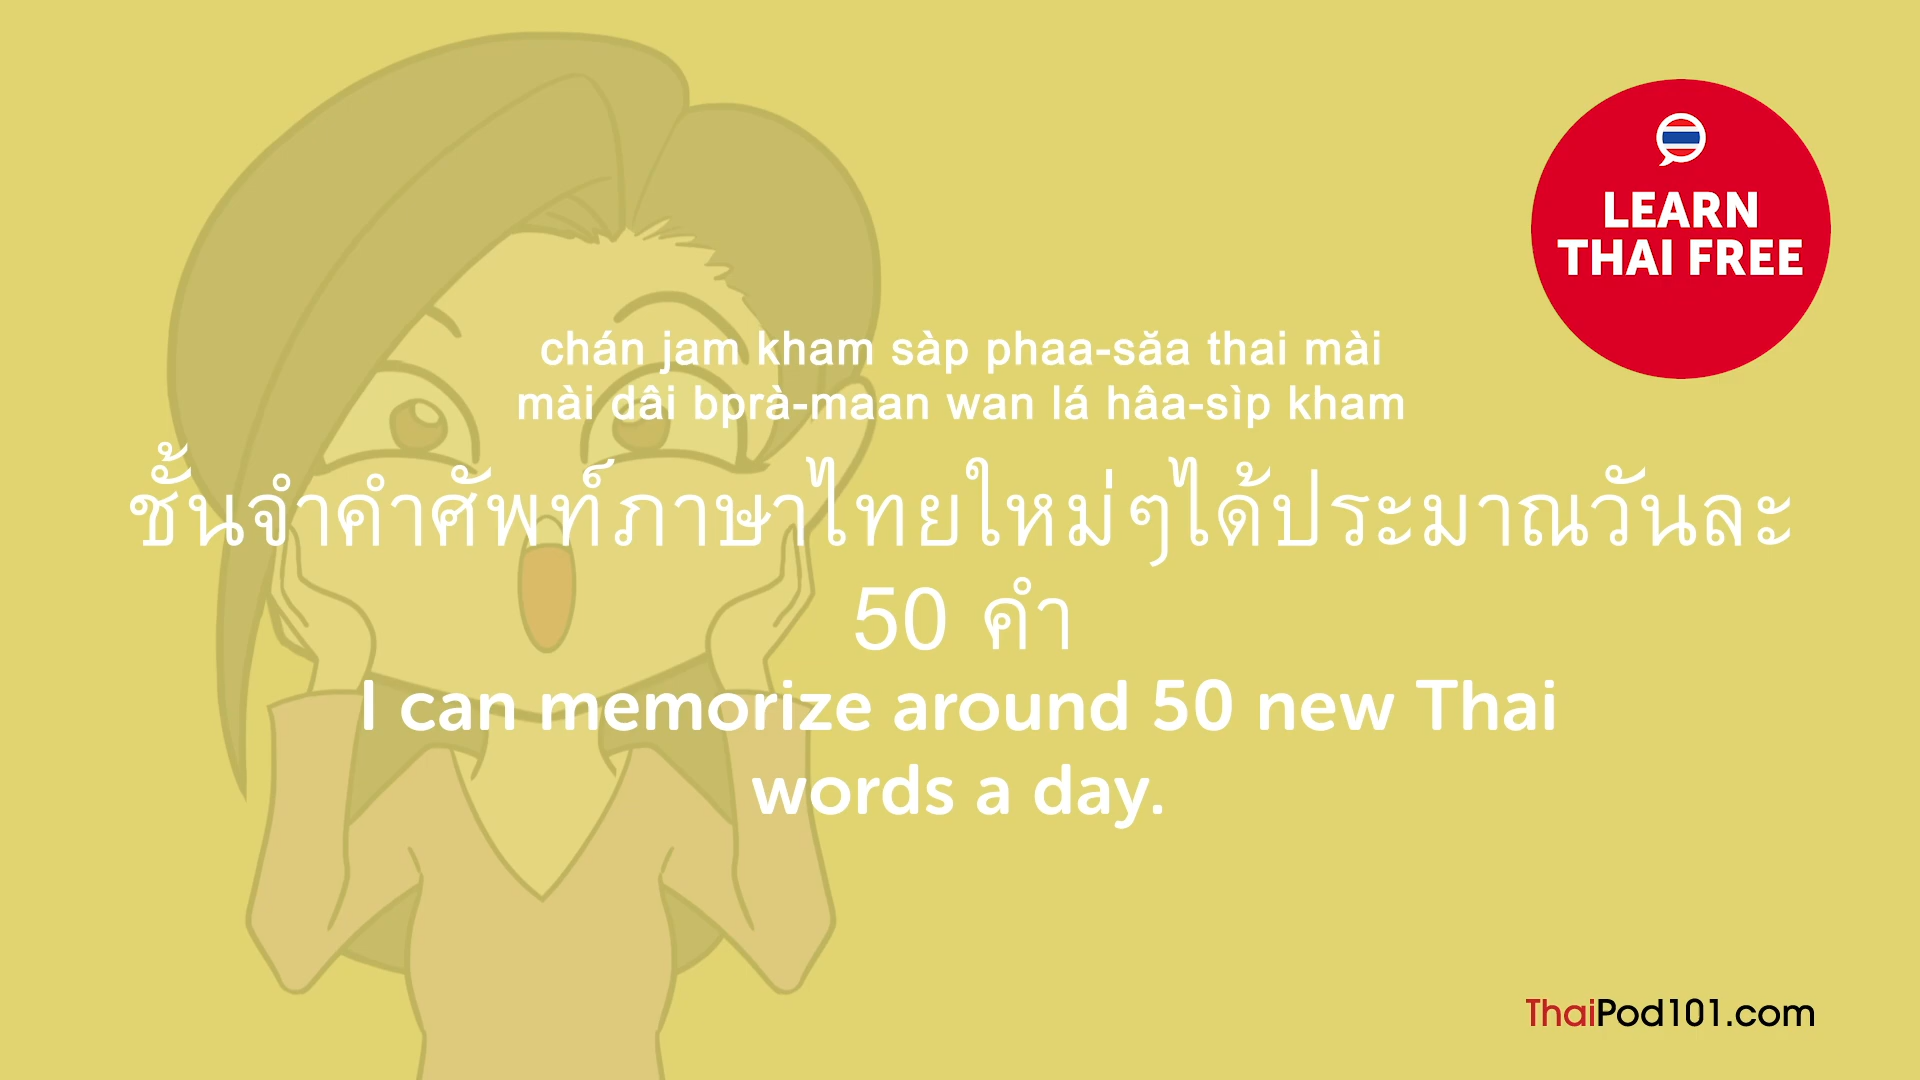 LEARN
THAI FREE
chán jam kham sàp phaa-săa thai mài
mài dâi bprà-maan wan lá hâa-sìp kham
ชั้นจำคำศัพท์ภาษาไทยใหม่ๆได้ประมาณวันละ
50 คำ
I can memorize around 50 new Thai
words a day.
ThaiPod101.com